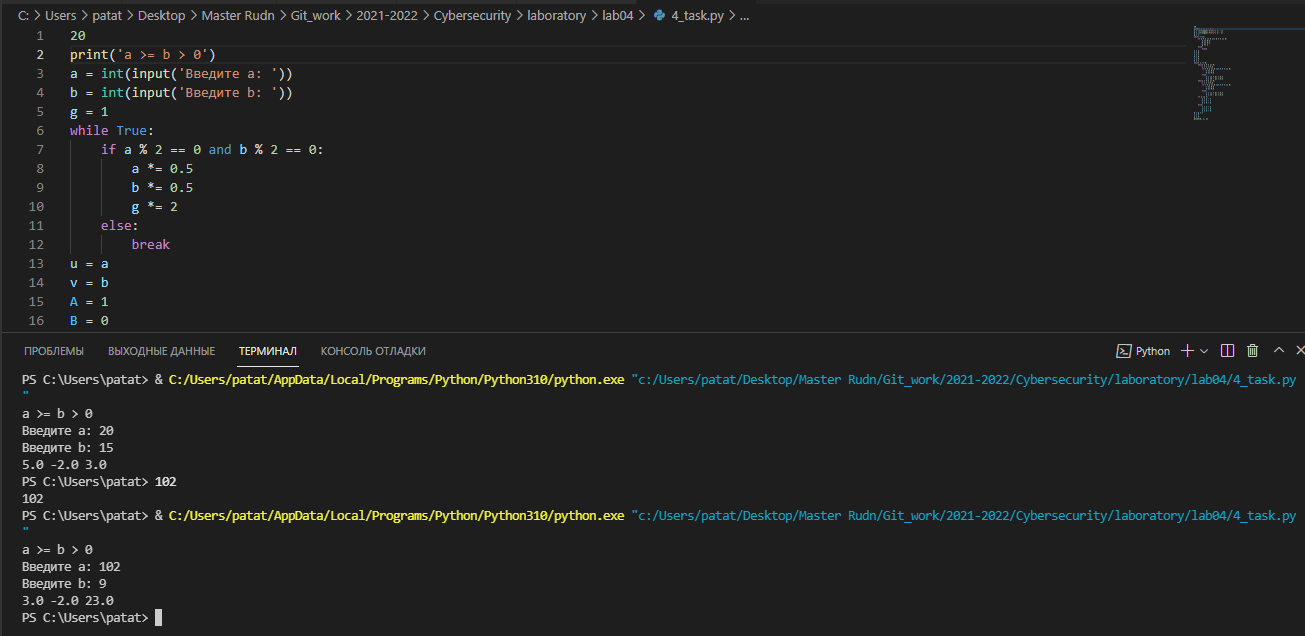 C: > Users > patat > Desktop > Master Rudn > Git_work > 2021-2022 > Cybersecurity > laboratory > lab04 > 4_task.py > ...
1 20
2 print('a >= b > 0')
3 a = int(input('Введите a: '))
4 b = int(input('Введите b: '))
5 g = 1
6 while True:
7     if a % 2 == 0 and b % 2 == 0:
8         a *= 0.5
9         b *= 0.5
10         g *= 2
11     else:
12         break
13 u = a
14 v = b
15 A = 1
16 B = 0
ПРОБЛЕМЫ ВЫХОДНЫЕ ДАННЫЕ ТЕРМИНАЛ КОНСОЛЬ ОТЛАДКИ Python
PS C:\Users\patat> & C:/Users/patat/AppData/Local/Programs/Python/Python310/python.exe "c:/Users/patat/Desktop/Master Rudn/Git_work/2021-2022/Cybersecurity/laboratory/lab04/4_task.py
"
a >= b > 0
Введите a: 20
Введите b: 15
5.0 -2.0 3.0
PS C:\Users\patat> 102
102
PS C:\Users\patat> & C:/Users/patat/AppData/Local/Programs/Python/Python310/python.exe "c:/Users/patat/Desktop/Master Rudn/Git_work/2021-2022/Cybersecurity/laboratory/lab04/4_task.py
"
a >= b > 0
Введите a: 102
Введите b: 9
3.0 -2.0 23.0
PS C:\Users\patat>